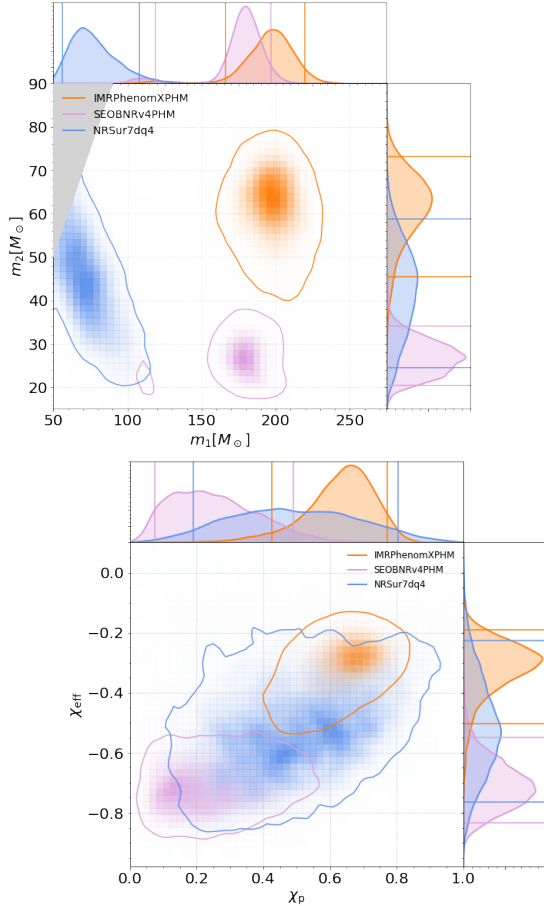 90
80
70
60
50
40
30
20
50
100
150
200
250
m₂[M⊙]
m₁[M⊙]
IMRPhenomXPHM
SEOBNRv4PHM
NRSur7dq4
0.0
−0.2
−0.4
−0.6
−0.8
0.0
0.2
0.4
0.6
0.8
1.0
χeff
χp
IMRPhenomXPHM
SEOBNRv4PHM
NRSur7dq4